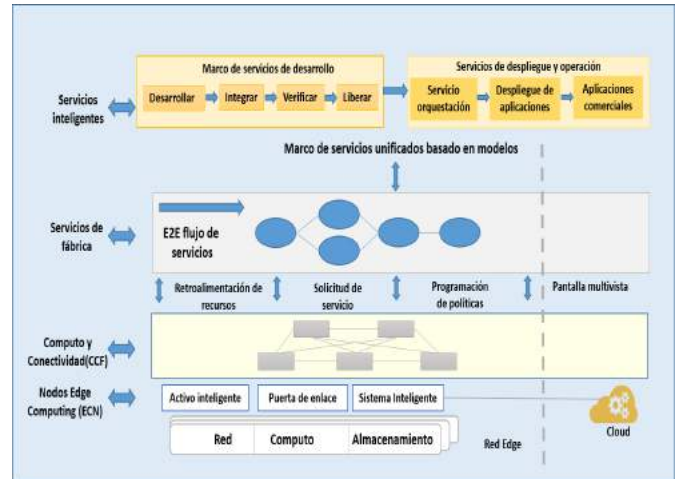 Marco de servicios de desarrollo
Servicios de despliegue y operación
Servicios
inteligentes
Desarrollar
Integrar
Verificar
Liberar
Servicio
orquestación
Despliegue de
aplicaciones
Aplicaciones
comerciales
Marco de servicios unificados basado en modelos
Servicios de
fábrica
E2E flujo de
servicios
Retroalimentación de
recursos
Solicitud de
servicio
Programación
de políticas
Pantalla multivista
Computo y
Conectividad(CCF)
Nodos Edge
Computing (ECN)
Activo inteligente
Puerta de enlace
Sistema Inteligente
Red
Computo
Almacenamiento
Red Edge
Cloud